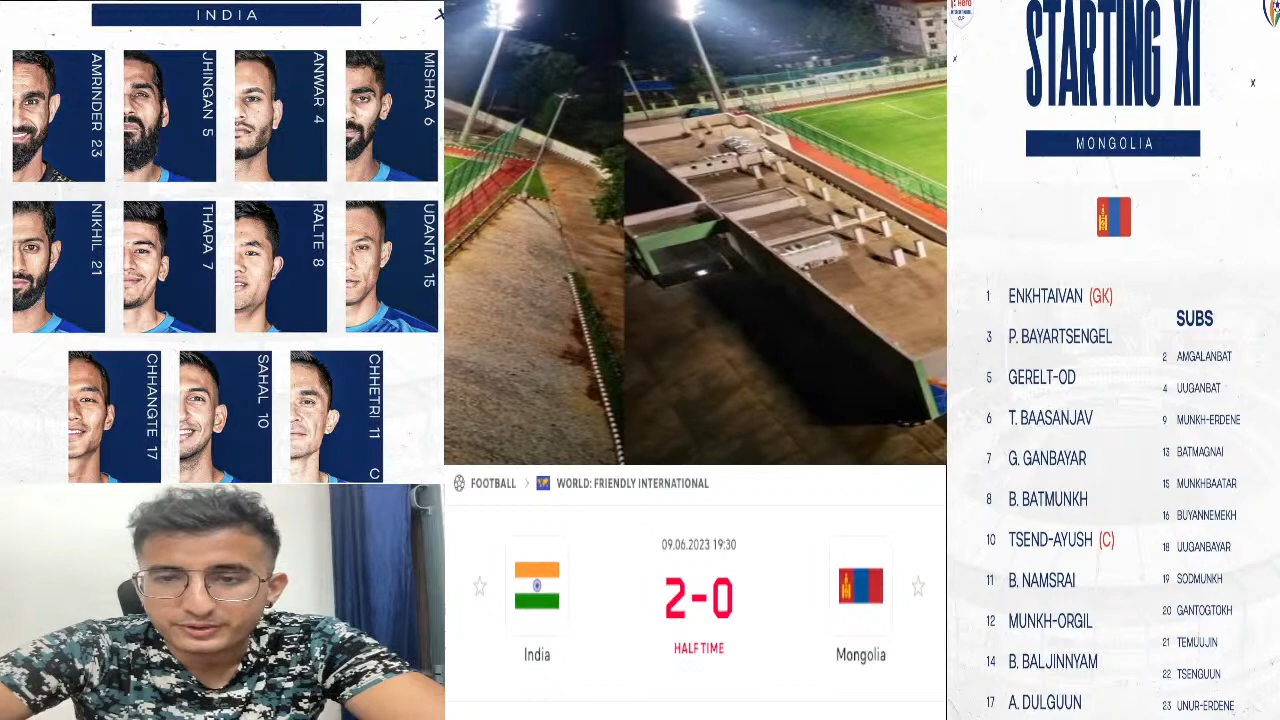 INDIA
AMRINDER 23
JHINGAN 5
ANWAR 4
MISHRA 6
NIKHIL 21
THAPA 7
RALTE 8
UDANTA 15
CHHANGTE 17
SAHAL 10
CHHETRI 11
C
FOOTBALL > WORLD: FRIENDLY INTERNATIONAL
09.06.2023 19:30
2-0
HALF TIME
India
Mongolia
Hero
CUP
STARTING XI
MONGOLIA
1 ENKHTAIVAN (GK)
3 P. BAYARTSENGEL
5 GERELT-OD
6 T. BAASANJAV
7 G. GANBAYAR
8 B. BATMUNKH
10 TSEND-AYUSH (C)
11 B. NAMSRAI
12 MUNKH-ORGIL
14 B. BALJINNYAM
17 A. DULGUUN
SUBS
2 AMGALANBAT
4 UUGANBAT
9 MUNKH-ERDENE
13 BATMAGNAI
15 MUNKHBAATAR
16 BUYANNEMEKH
18 UUGANBAYAR
19 SODMUNKH
20 GANTOGTOKH
21 TEMUUJIN
22 TSENGUUN
23 UNUR-ERDENE